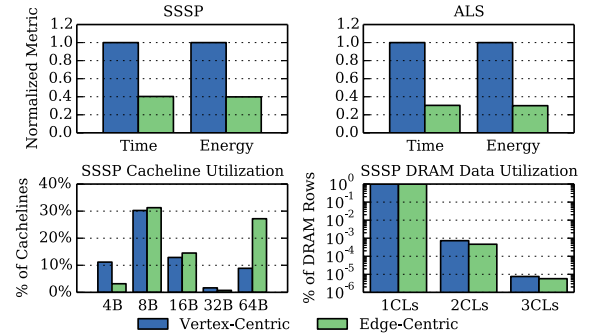 SSSP
ALS
Normalized Metric
1.2
1.0
0.8
0.6
0.4
0.2
0.0
Time
Energy
1.2
1.0
0.8
0.6
0.4
0.2
0.0
Time
Energy
SSSP Cacheline Utilization
SSSP DRAM Data Utilization
% of Cachelines
40%
30%
20%
10%
0%
4B
8B
16B
32B
64B
% of DRAM Rows
10^0
10^-1
10^-2
10^-3
10^-4
10^-5
10^-6
1CLs
2CLs
3CLs
Vertex-Centric
Edge-Centric